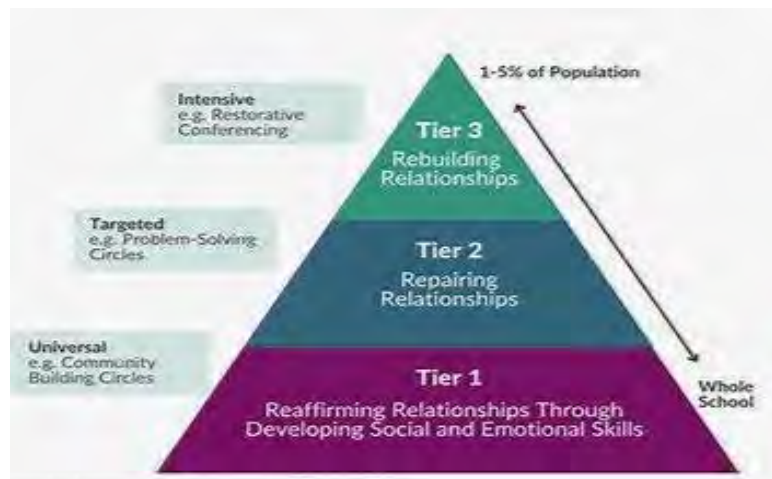 1-5% of Population
Intensive
e.g. Restorative
Conferencing
Tier 3
Rebuilding
Relationships
Targeted
e.g. Problem-Solving
Circles
Tier 2
Repairing
Relationships
Universal
e.g. Community
Building Circles
Tier 1
Reaffirming Relationships Through
Developing Social and Emotional Skills
Whole
School